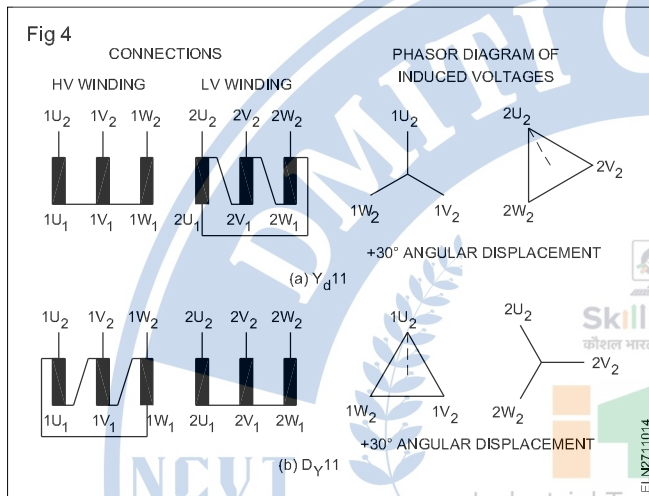 Fig 4
CONNECTIONS
HV WINDING
LV WINDING
PHASOR DIAGRAM OF
INDUCED VOLTAGES
1U2 1V2 1W2
2U2 2V2 2W2
1U1 1V1 1W1
2U1 2V1 2W1
1U2
1W2 1V2
2U2
2V2
2W2
+30° ANGULAR DISPLACEMENT
(a) Yd11
1U2 1V2 1W2
2U2 2V2 2W2
1U1 1V1 1W1
2U1 2V1 2W1
1U2
1W2 1V2
2U2
2V2
2W2
+30° ANGULAR DISPLACEMENT
(b) DY11
DMITI
NCVT
Skill
कौशल भार
ELN2711014